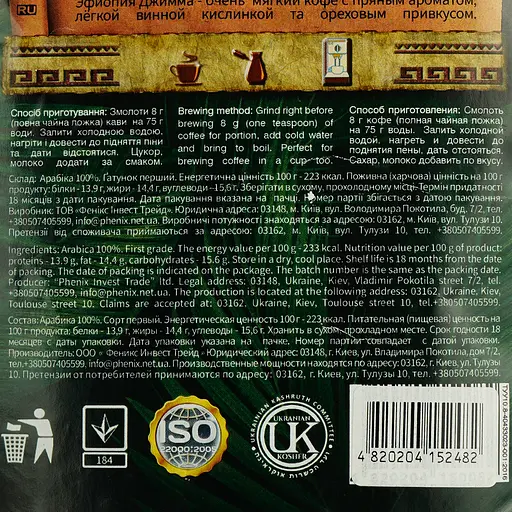 RU
Эфиопия Джимма - очень мягкий кофе с пряным ароматом,
лёгкой винной кислинкой та ореховым привкусом.
Спосіб приготування: Змолоти 8 г
(повна чайна ложка) кави на 75 г
води. Залити холодною водою,
нагріти і довести до підняття піни
та дати відстоятися. Цукор,
молоко додати за смаком.
Brewing method: Grind right before
brewing 8 g (one teaspoon) of
coffee for portion, add cold water
and bring to boil. Perfect for
brewing coffee in a cup too.
Способ приготовления: Смолоть
8 г кофе (полная чайная ложка)
на 75 г воды. Залить холодной
водой, нагреть и довести до
поднятия пены, дать отстояться.
Сахар, молоко добавить по вкусу.
Склад: Арабіка 100%. Ґатунок перший. Енергетична цінність 100 г - 223 ккал. Поживна (харчова) цінність на 100 г
продукту: білки - 13,9 г, жири - 14,4 г, вуглеводи - 15,6 г. Зберігати в сухому, прохолодному місці. Термін придатності
18 місяців з дати пакування. Дата пакування вказана на пачці. Номер партії збігається з датою пакування.
Виробник: ТОВ «Фенікс Інвест Трейд». Юридична адреса: 03148, м. Київ, вул. Володимира Покотила, буд. 7/2, тел.
+380507405599, info@phenix.net.ua. Виробничі потужності знаходяться за адресою: 03162, м. Київ, вул. Тулузи 10.
Претензії від споживача приймаються за адресою: 03162, м. Київ, вул. Тулузи 10, тел. +380507405599.
Ingredients: Arabica 100%. First grade. The energy value per 100 g - 223 kcal. Nutrition value per 100 g of product:
proteins - 13.9 g, fat - 14.4 g, carbohydrates - 15.6 g. Store in a dry, cool place. Shelf life is 18 months from the date
of packing. The date of packing is indicated on the package. The batch number is the same as the packing date.
Producer: "Phenix Invest Trade" ltd. Legal address: 03148, Ukraine, Kiev, Vladimir Pokotila street 7/2, tel.
+380507405599, info@phenix.net.ua. The production is located at the following address: 03162, Ukraine, Kiev,
Toulouse street 10. Claims are accepted at: 03162, Ukraine, Kiev, Toulouse street 10, tel.+380507405599.
Состав: Арабика 100%. Сорт первый. Энергетическая ценность 100 г - 223 ккал. Питательная (пищевая) ценность на
100 г продукта: белки - 13,9 г, жиры - 14,4 г, углеводы - 15,6 г. Хранить в сухом, прохладном месте. Срок годности 18
месяцев с даты упаковки. Дата упаковки указана на пачке. Номер партии совпадает с датой упаковки.
Производитель: ООО «Феникс Инвест Трейд» Юридический адрес: 03148, г. Киев, ул. Владимира Покотила, дом 7/2,
тел.+380507405599, info@phenix.net.ua. Производственные мощности находятся по адресу: 03162, г. Киев, ул. Тулузы
10. Претензии от потребителей принимаются по адресу: 03162, г. Киев, ул. Тулузы 10, тел. +380507405599.
184
ISO
22000:2005
UKRAINIAN KASHRUTH COMMITTEE
UKRANIAN
UK
KOSHER
4 820204 152482